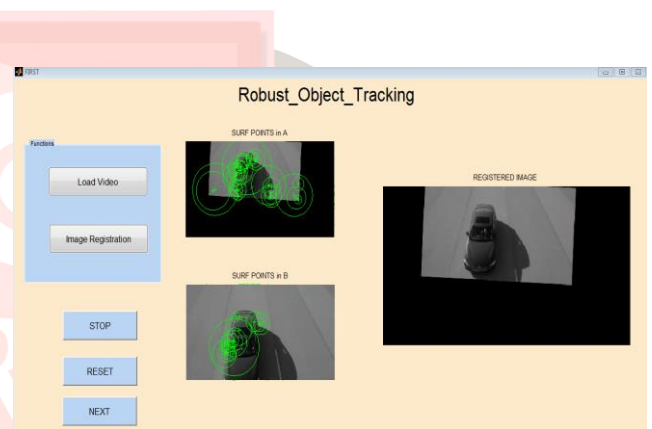 FIRST
Robust_Object_Tracking
Functions
Load Video
Image Registration
STOP
RESET
NEXT
SURF POINTS in A
SURF POINTS in B
REGISTERED IMAGE